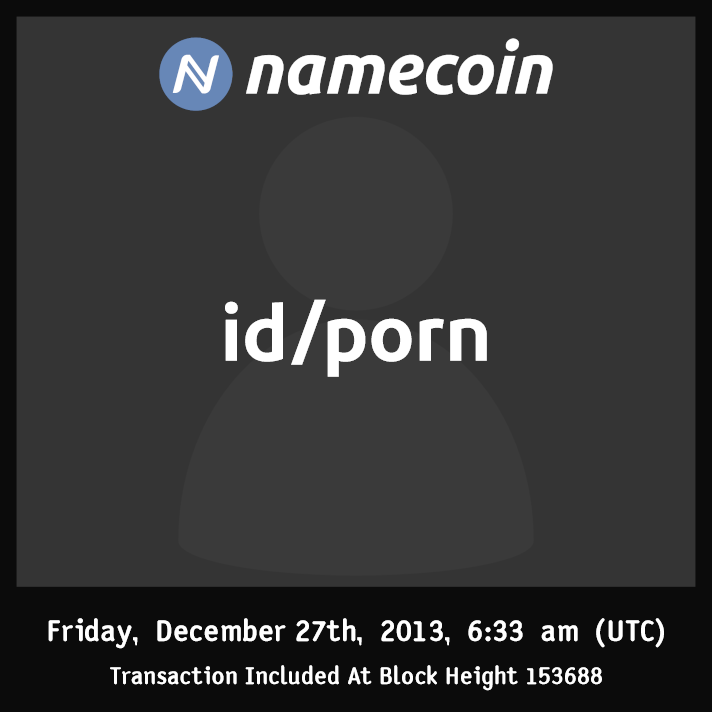 namecoin
id/porn
Friday, December 27th, 2013, 6:33 am (UTC)
Transaction Included At Block Height 153688